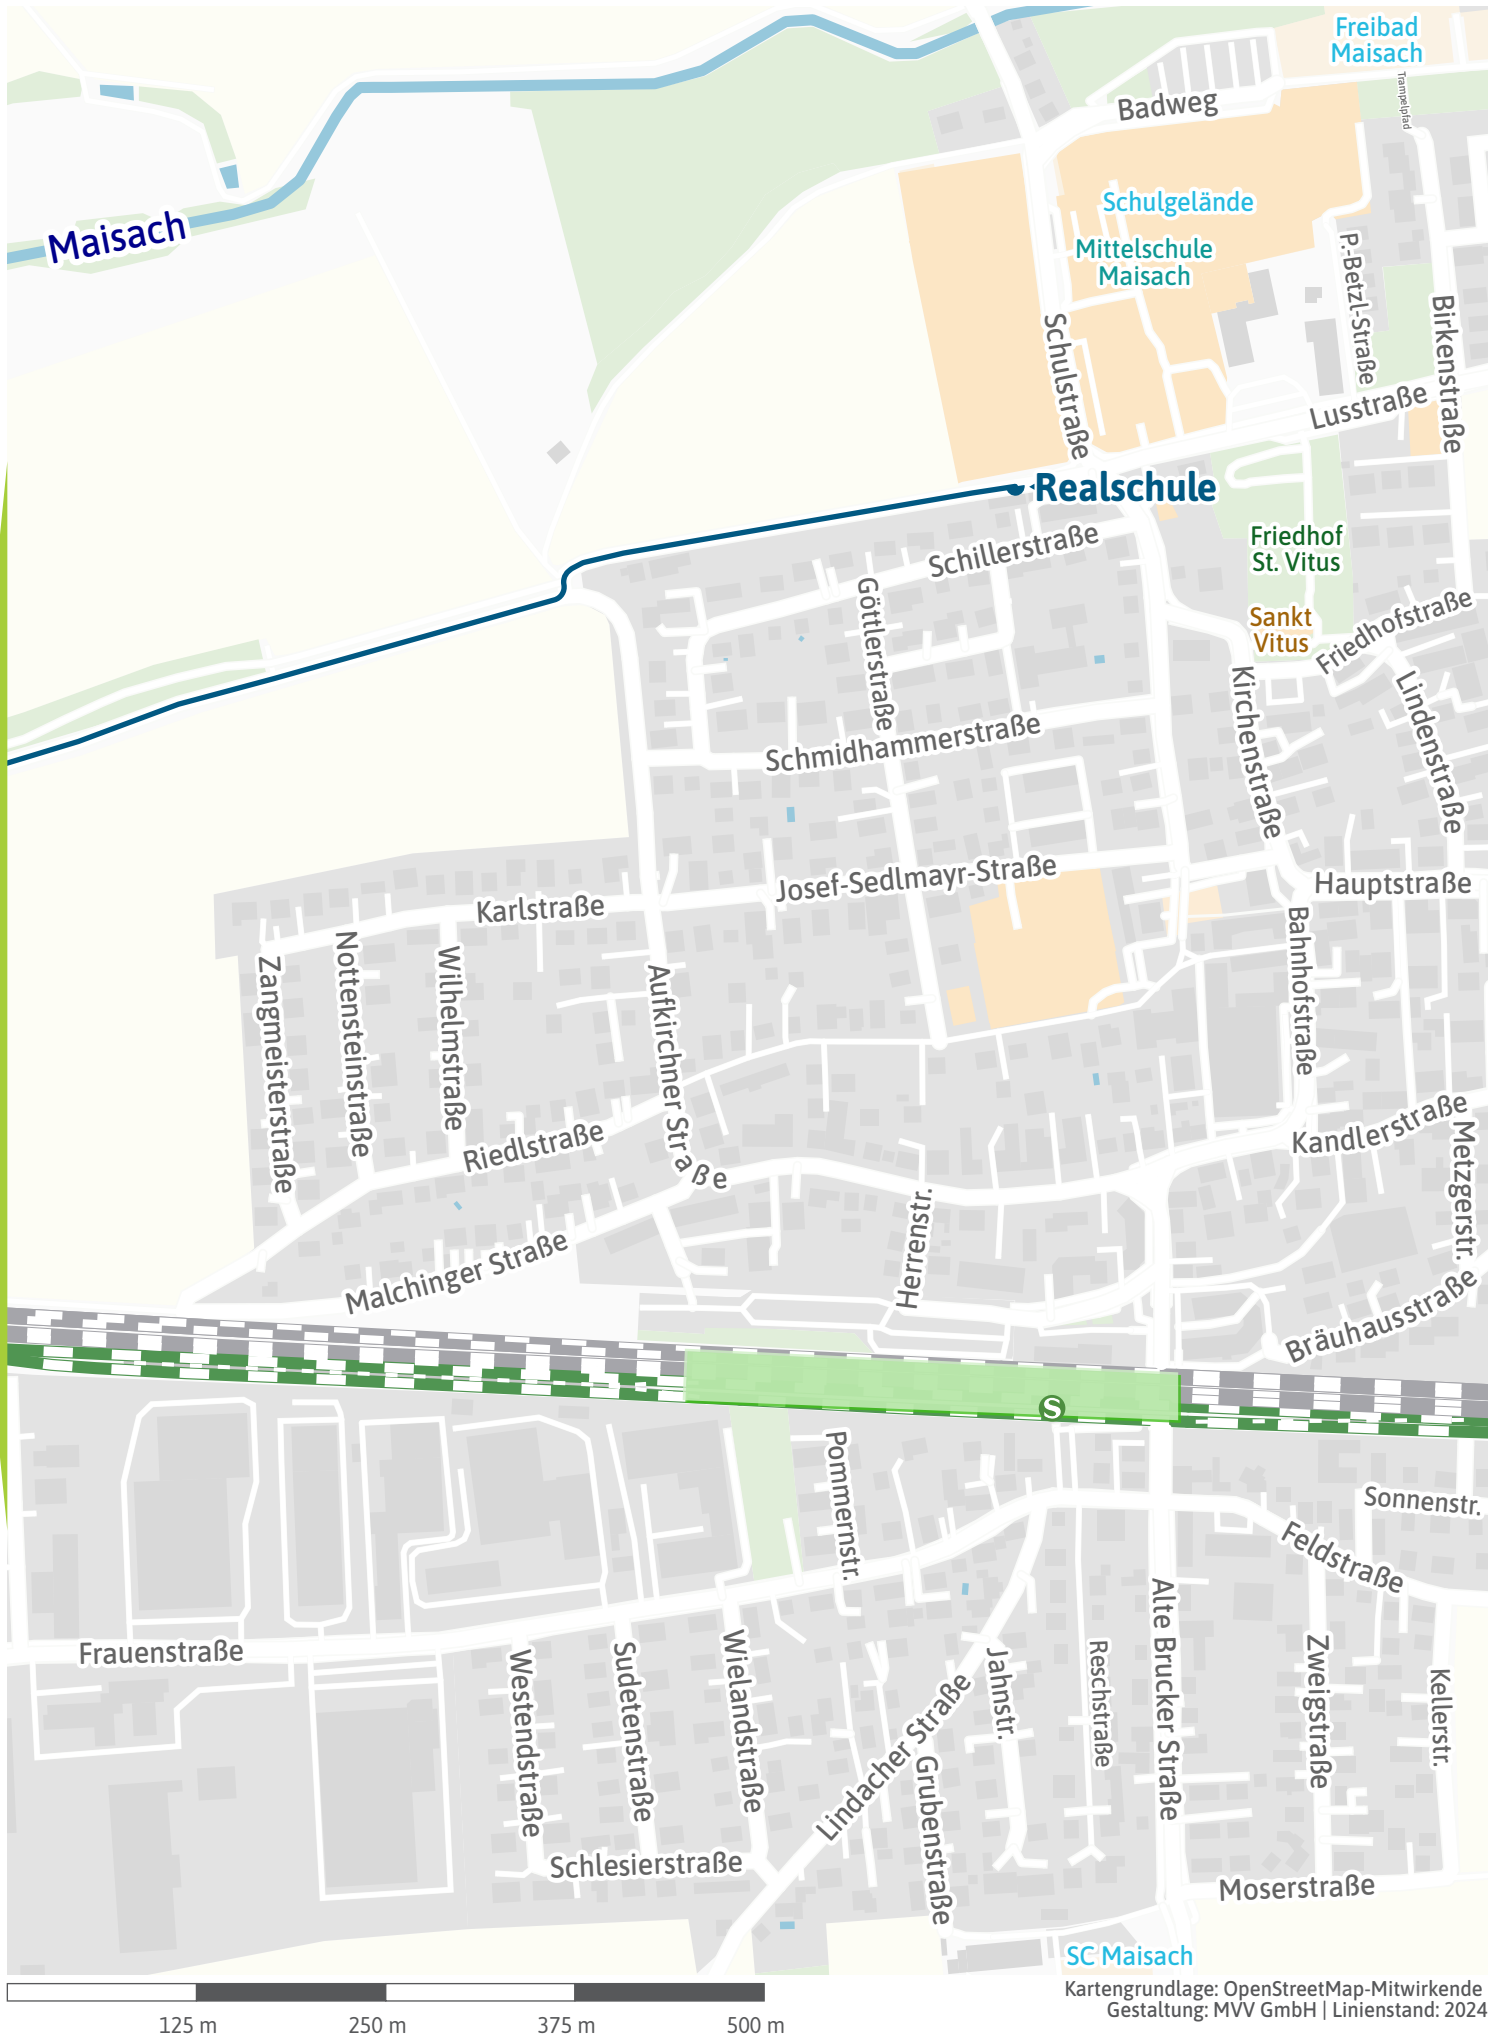 Freibad
Maisach
Trampelpfad
Badweg
Schulgelände
Mittelschule
Maisach
Maisach
P.-Betzl-Straße
Birkenstraße
Schulstraße
Lusstraße
Realschule
Friedhof
St. Vitus
Schillerstraße
Göttlerstraße
Sankt
Vitus
Friedhofstraße
Kirchenstraße
Lindenstraße
Schmidhammerstraße
Josef-Sedlmayr-Straße
Hauptstraße
Karlstraße
Bahnhofstraße
Zangmeisterstraße
Nottensteinstraße
Wilhelmstraße
Aufkirchner Straße
Riedlstraße
Kandlerstraße
Metzgerstr.
Herrenstr.
Malchinger Straße
Bräuhausstraße
S
Pommernstr.
Sonnenstr.
Feldstraße
Frauenstraße
Westendstraße
Sudetenstraße
Wielandstraße
Lindacher Straße
Jahnstr.
Reschstraße
Alte Brucker Straße
Zweigstraße
Kellerstr.
Grubenstraße
Schlesierstraße
Moserstraße
SC Maisach
Kartengrundlage: OpenStreetMap-Mitwirkende
Gestaltung: MVV GmbH | Linienstand: 2024
125 m
250 m
375 m
500 m